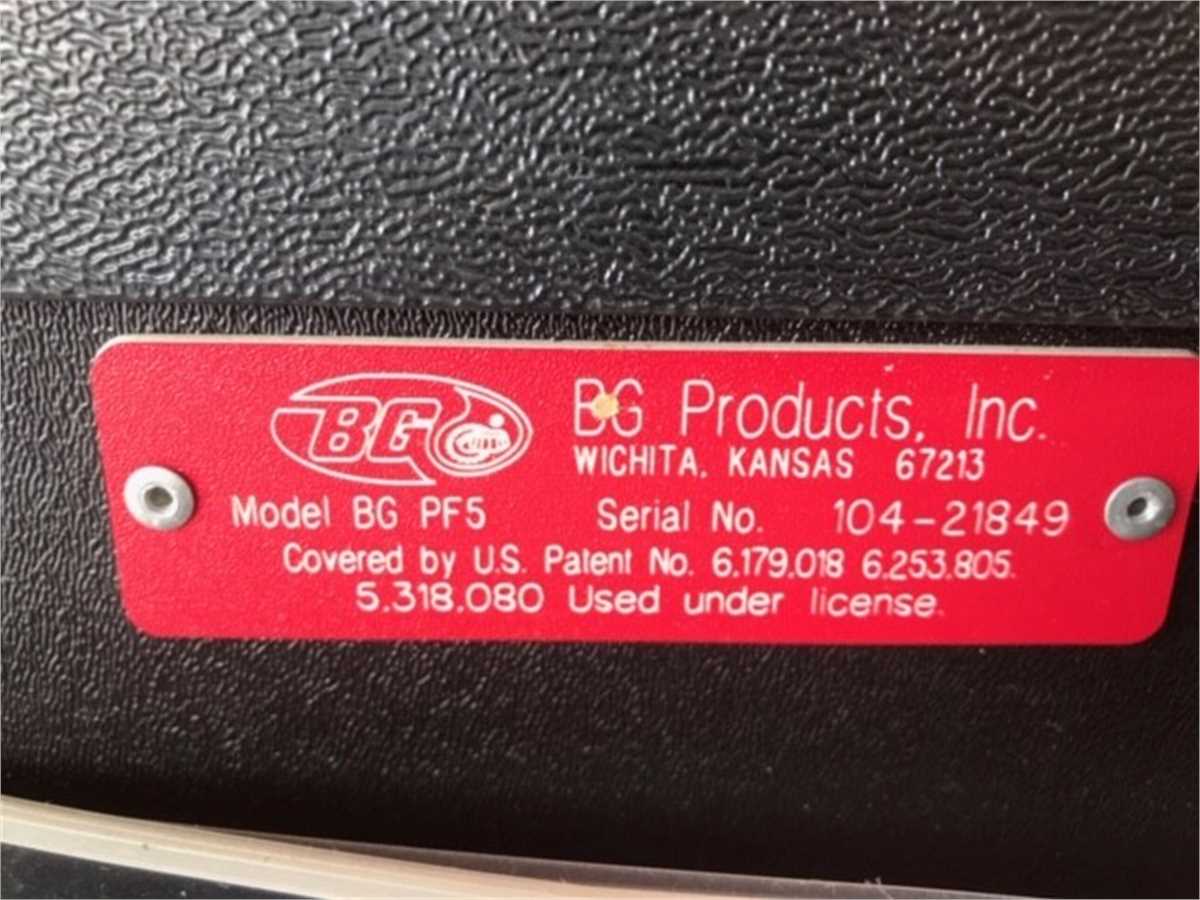 BG
BG Products, Inc.
WICHITA, KANSAS 67213
Model BG PF5 Serial No. 104-21849
Covered by U.S. Patent No. 6.179.018 6.253.805.
5.318.080 Used under license.